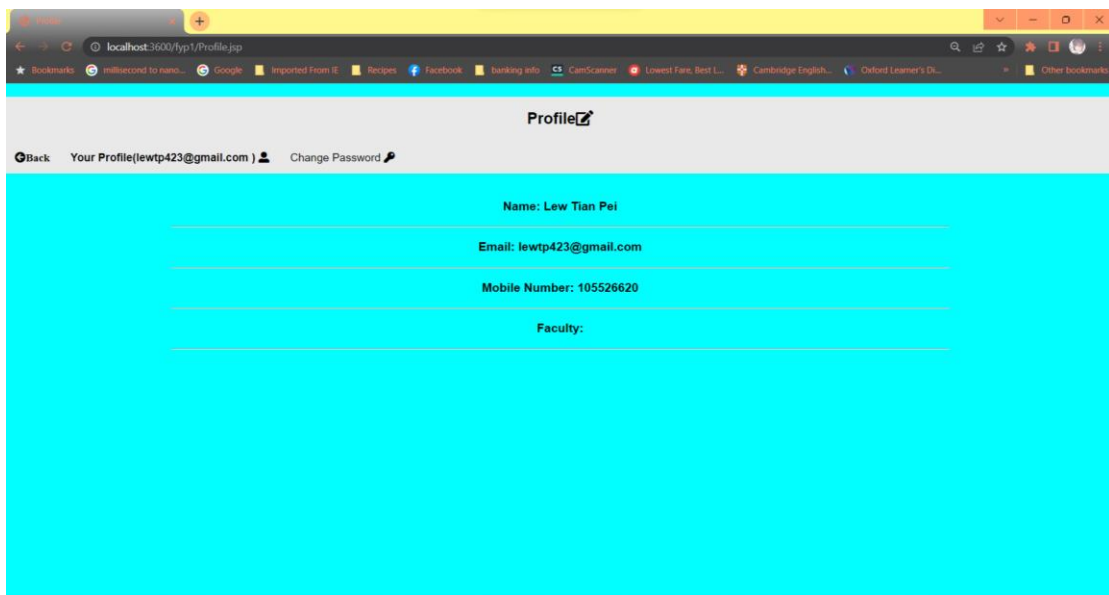 Profile
localhost:3600/fyp1/Profile.jsp
Bookmarks millisecond to nano... Google Imported From IE Recipes Facebook banking info CS CamScanner Lowest Fare, Best L... Cambridge English... Oxford Learner's Di... » Other bookmarks
Profile
Back Your Profile(lewtp423@gmail.com ) Change Password
Name: Lew Tian Pei
Email: lewtp423@gmail.com
Mobile Number: 105526620
Faculty: